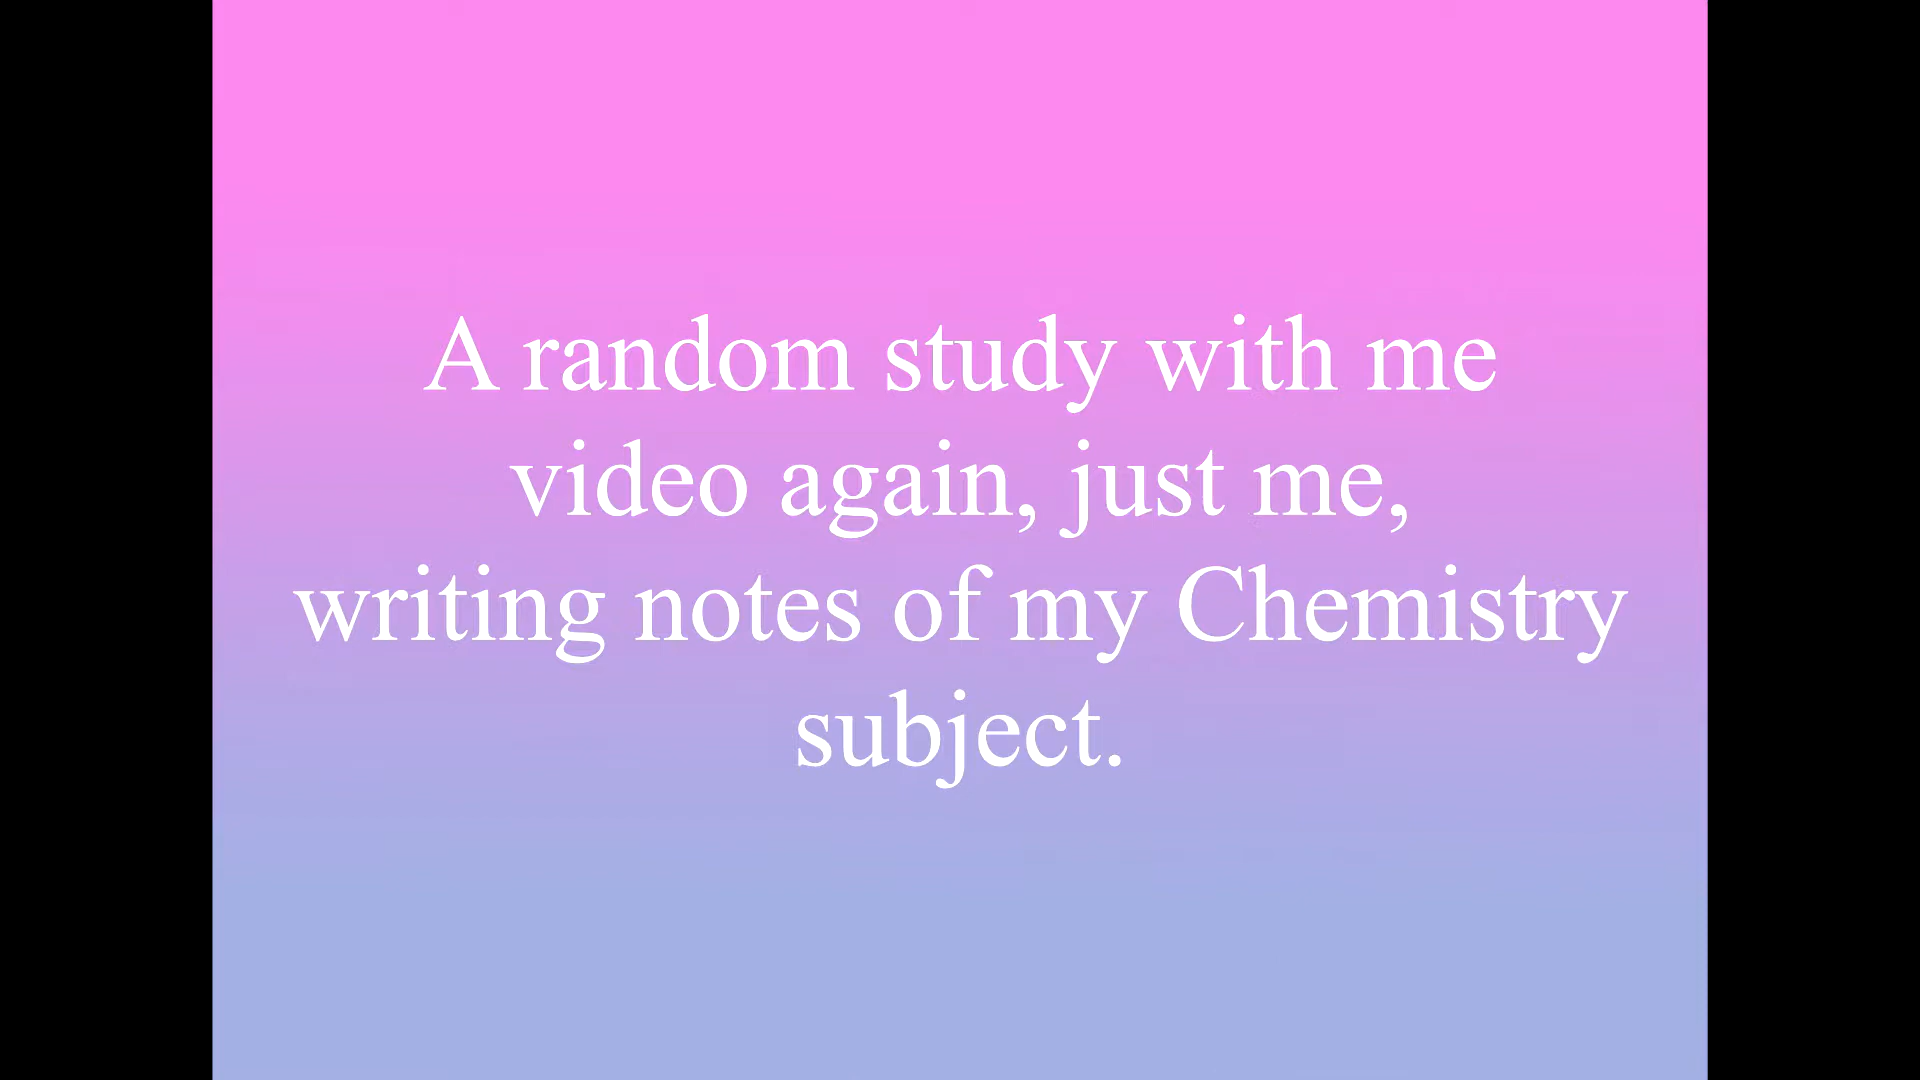 A random study with me
video again, just me,
writing notes of my Chemistry
subject.